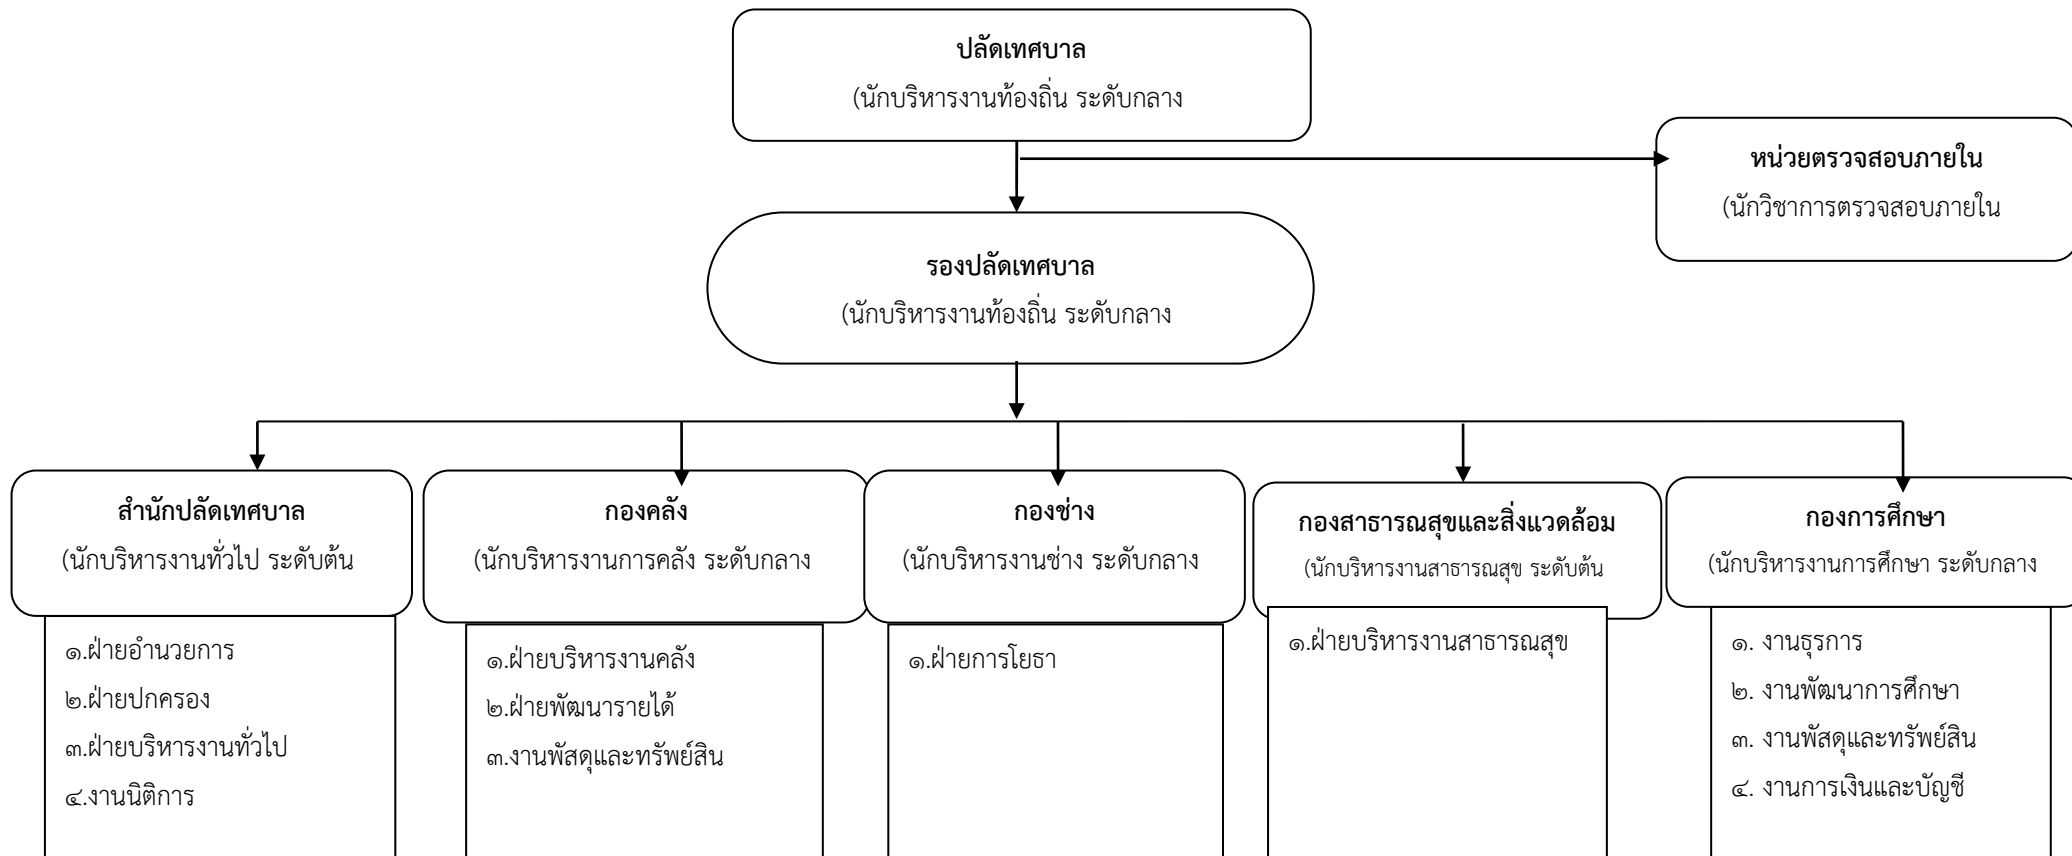 ปลัดเทศบาล
(นักบริหารงานท้องถิ่น ระดับกลาง
หน่วยตรวจสอบภายใน
(นักวิชาการตรวจสอบภายใน
รองปลัดเทศบาล
(นักบริหารงานท้องถิ่น ระดับกลาง
สำนักปลัดเทศบาล
(นักบริหารงานทั่วไป ระดับต้น
๑.ฝ่ายอำนวยการ
๒.ฝ่ายปกครอง
๓.ฝ่ายบริหารงานทั่วไป
๔.งานนิติการ
กองคลัง
(นักบริหารงานการคลัง ระดับกลาง
๑.ฝ่ายบริหารงานคลัง
๒.ฝ่ายพัฒนารายได้
๓.งานพัสดุและทรัพย์สิน
กองช่าง
(นักบริหารงานช่าง ระดับกลาง
๑.ฝ่ายการโยธา
กองสาธารณสุขและสิ่งแวดล้อม
(นักบริหารงานสาธารณสุข ระดับต้น
๑.ฝ่ายบริหารงานสาธารณสุข
กองการศึกษา
(นักบริหารงานการศึกษา ระดับกลาง
๑. งานธุรการ
๒. งานพัฒนาการศึกษา
๓. งานพัสดุและทรัพย์สิน
๔. งานการเงินและบัญชี